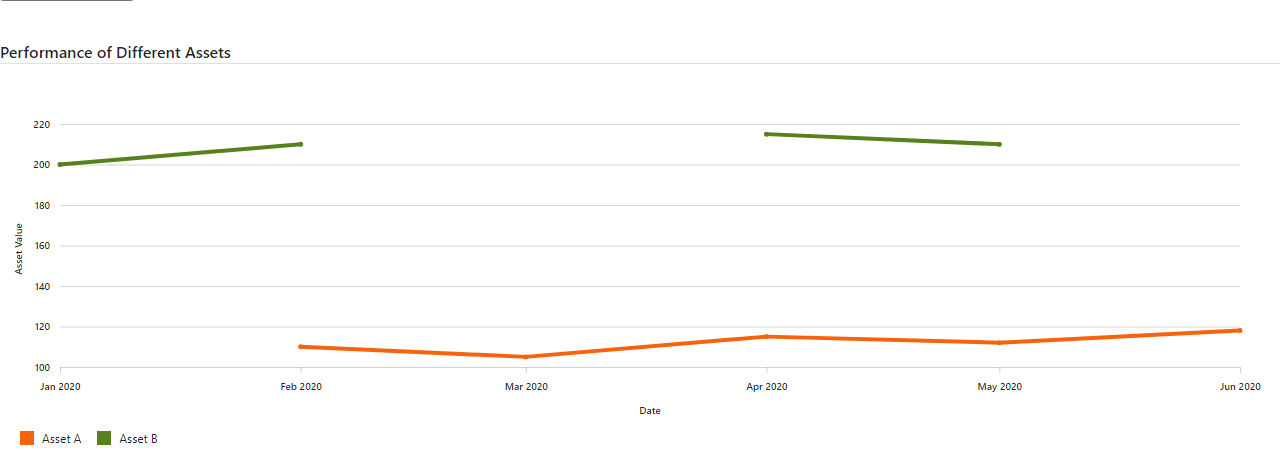 Performance of Different Assets
220
200
180
160
140
120
100
Asset Value
Jan 2020 Feb 2020 Mar 2020 Apr 2020 May 2020 Jun 2020
Date
Asset A Asset B